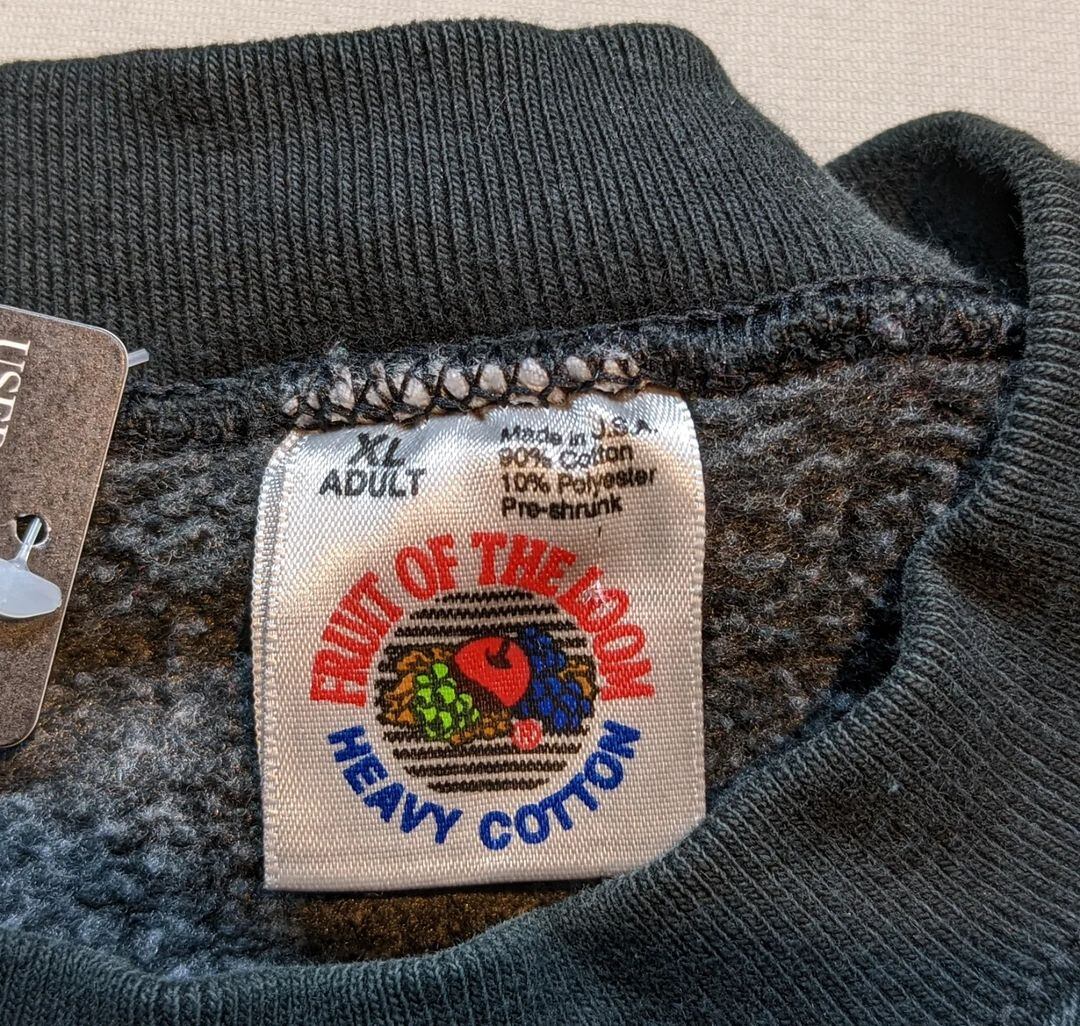 XL
ADULT
Made in U.S.A.
90% Cotton
10% Polyester
Pre-shrunk
FRUIT OF THE LOOM
®
HEAVY COTTON